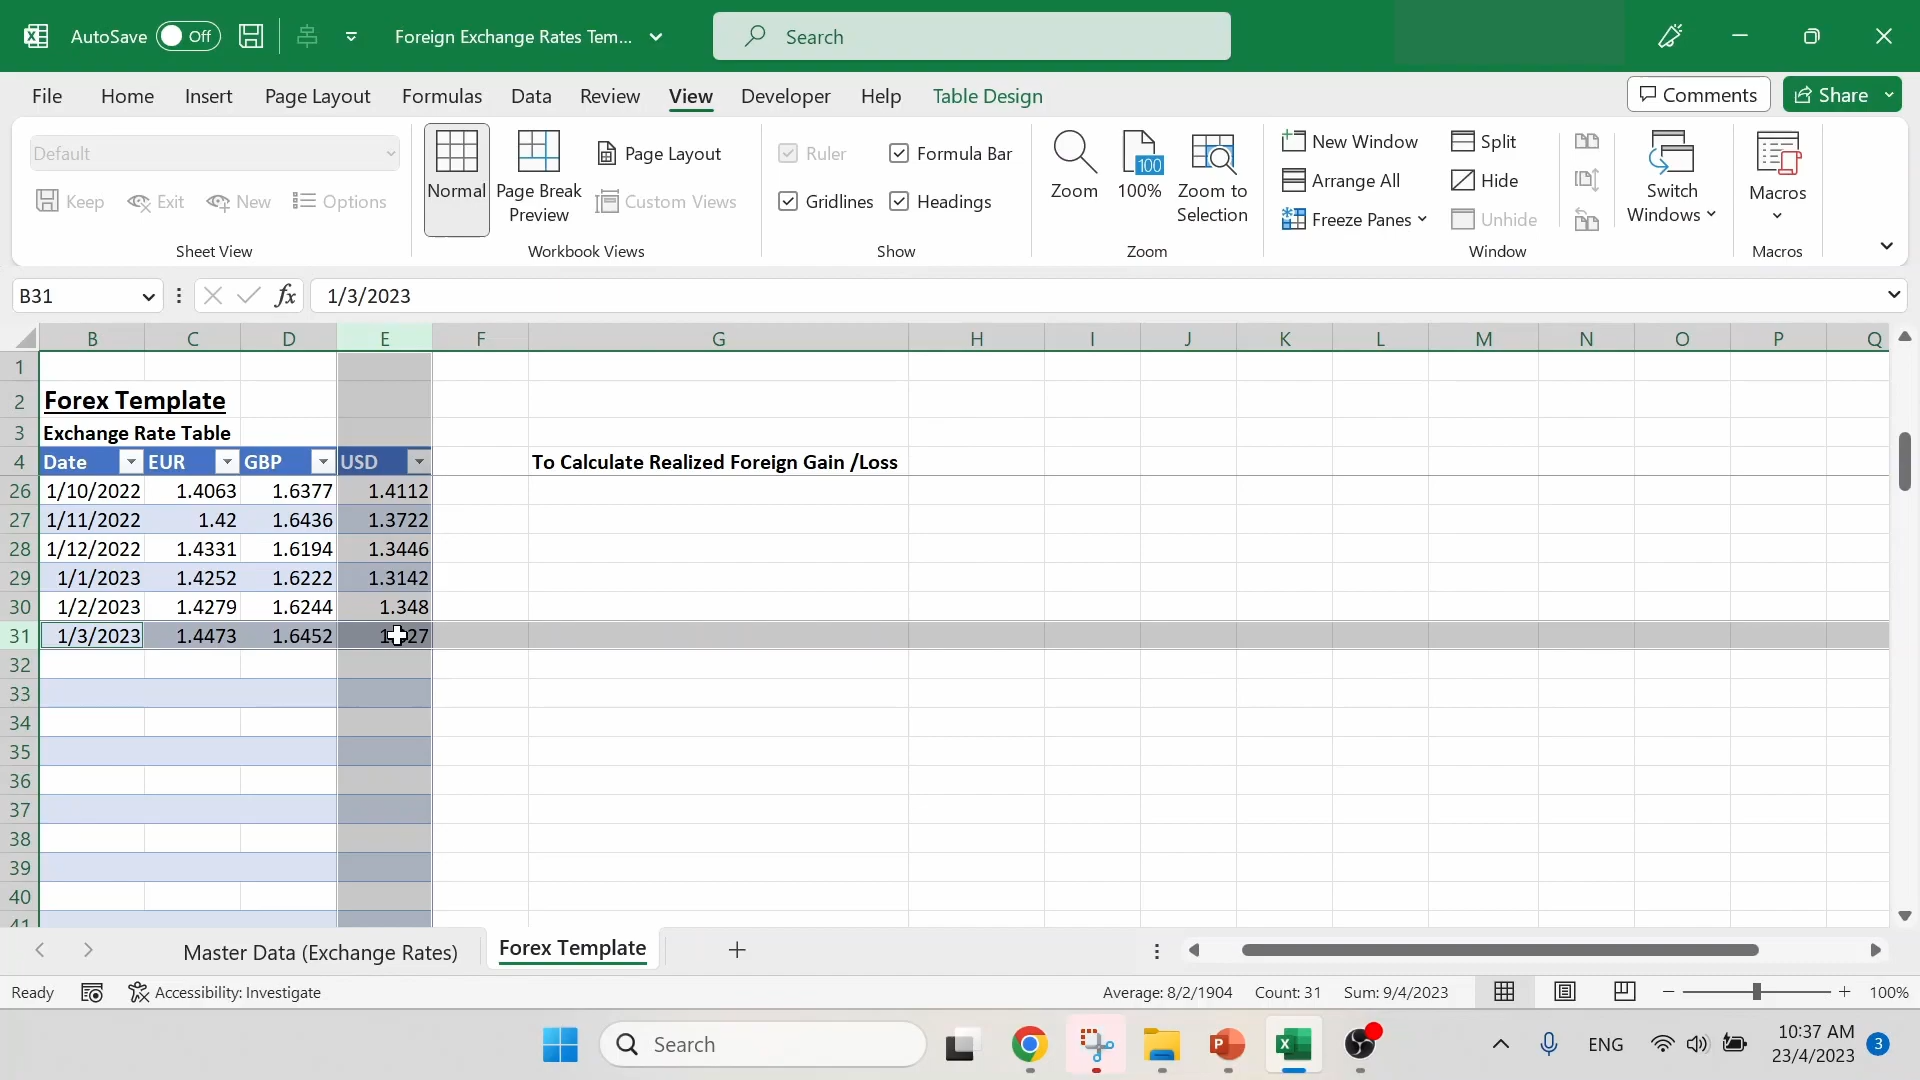 AutoSave Off Foreign Exchange Rates Tem... Search
File Home Insert Page Layout Formulas Data Review View Developer Help Table Design Comments Share
Default
Keep Exit New Options
Sheet View
Normal
Page Break
Preview
Page Layout
Custom Views
Workbook Views
Ruler Formula Bar
Gridlines Headings
Show
Zoom
100
100%
Zoom to
Selection
Zoom
New Window Split
Arrange All Hide
Freeze Panes Unhide
Switch
Windows
Window
Macros
Macros
B31 fx 1/3/2023
B C D E F G H I J K L M N O P Q
1
2 Forex Template
3 Exchange Rate Table
4 Date EUR GBP USD To Calculate Realized Foreign Gain /Loss
26 1/10/2022 1.4063 1.6377 1.4112
27 1/11/2022 1.42 1.6436 1.3722
28 1/12/2022 1.4331 1.6194 1.3446
29 1/1/2023 1.4252 1.6222 1.3142
30 1/2/2023 1.4279 1.6244 1.348
31 1/3/2023 1.4473 1.6452
32
33
34
35
36
37
38
39
40
41
Master Data (Exchange Rates) Forex Template
Ready Accessibility: Investigate Average: 8/2/1904 Count: 31 Sum: 9/4/2023 100%
Search ENG 10:37 AM
23/4/2023 3